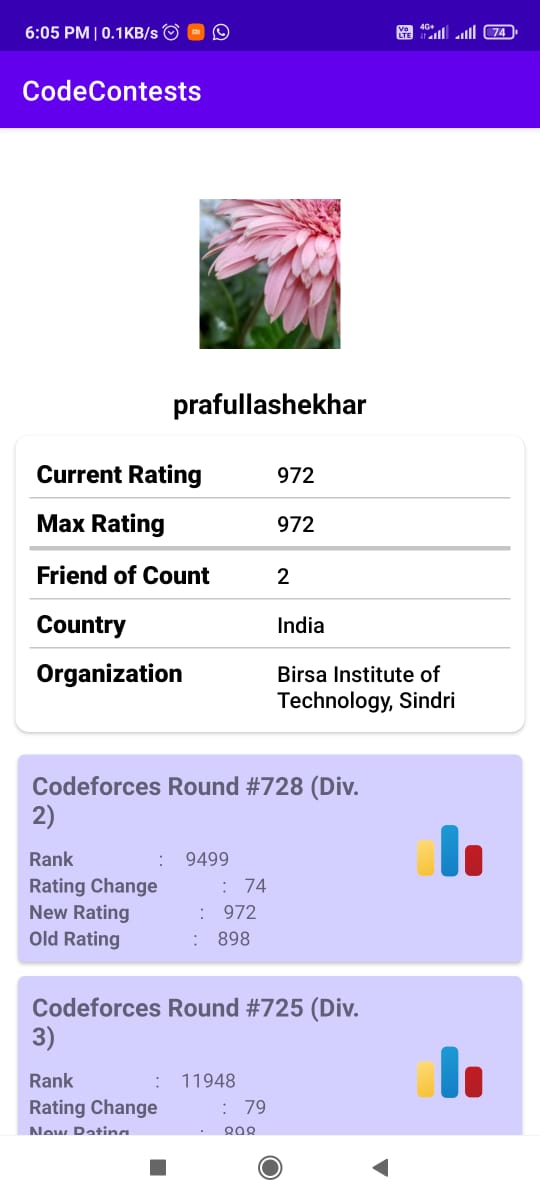 6:05 PM | 0.1KB/s
Vo LTE 4G+ 74
CodeContests
prafullashekhar
Current Rating 972
Max Rating 972
Friend of Count 2
Country India
Organization Birsa Institute of
Technology, Sindri
Codeforces Round #728 (Div.
2)
Rank : 9499
Rating Change : 74
New Rating : 972
Old Rating : 898
Codeforces Round #725 (Div.
3)
Rank : 11948
Rating Change : 79
New Rating : 898